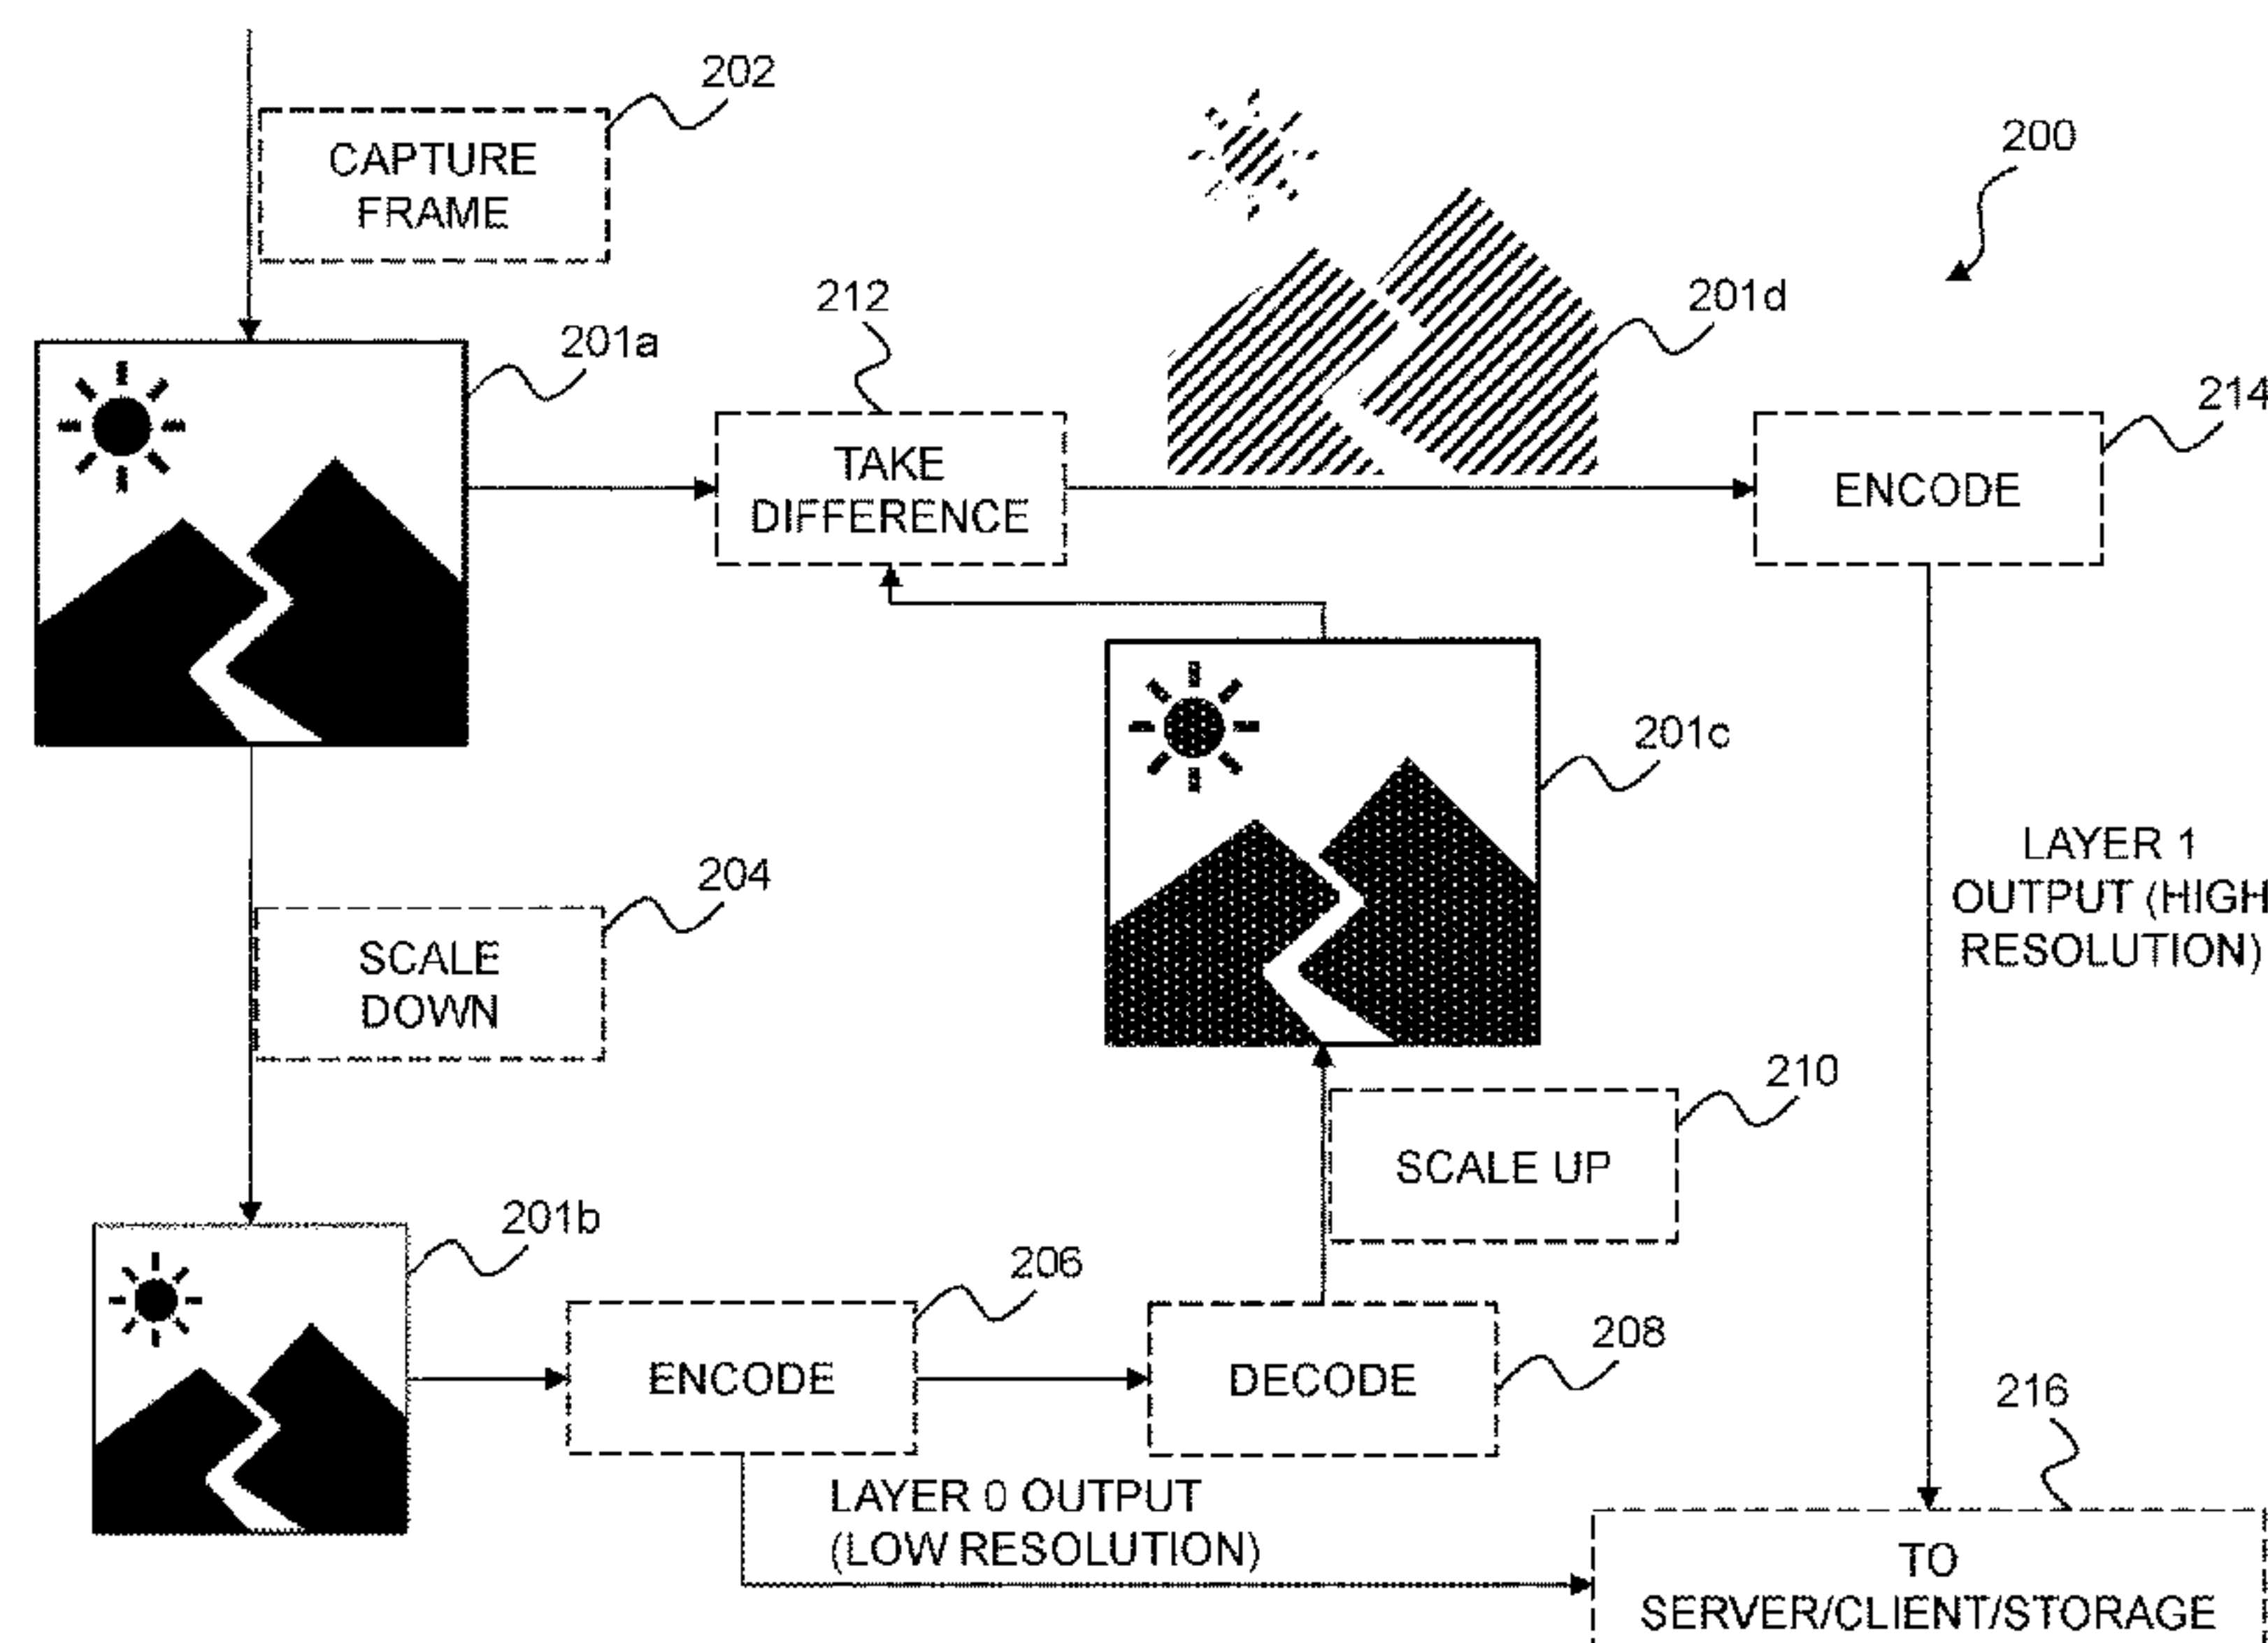 202
CAPTURE
FRAME
200
212
201d
201a
214
TAKE
DIFFERENCE
ENCODE
201c
LAYER 1
OUTPUT (HIGH
RESOLUTION)
204
SCALE
DOWN
210
SCALE UP
201b
206
208
ENCODE
DECODE
216
LAYER 0 OUTPUT
(LOW RESOLUTION)
TO
SERVER/CLIENT/STORAGE